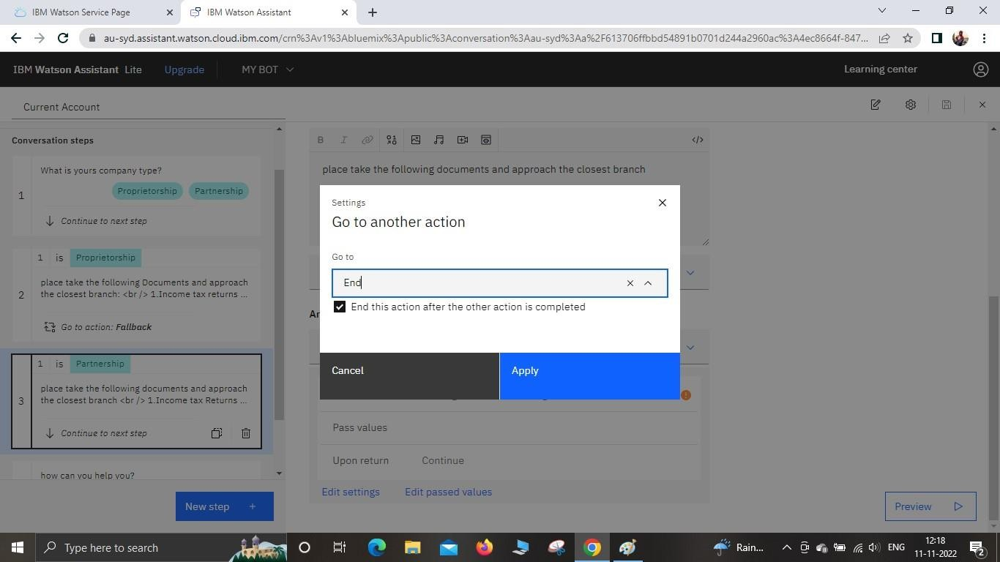 IBM Watson Service Page
IBM Watson Assistant
au-syd.assistant.watson.cloud.ibm.com/crn%3Av1%3Abluemix%3Apublic%3Aconversation%3Aau-syd%3Aa%2F613706ffbbd54891b0701d244a2960ac%3A4ec8664f-847...
IBM Watson Assistant Lite
Upgrade
MY BOT
Learning center
Current Account
Conversation steps
1
What is yours company type?
Proprietorship
Partnership
Continue to next step
2
1 is Proprietorship
place take the following Documents and approach
the closest branch: <br /> 1.Income tax returns ...
Go to action: Fallback
3
1 is Partnership
place take the following documents and approach
the closest branch <br /> 1.Income tax Returns ...
Continue to next step
how can you help you?
New step +
B I
</>
place take the following documents and approach the closest branch
Settings
Go to another action
Go to
End
End this action after the other action is completed
Cancel
Apply
Pass values
Upon return Continue
Edit settings
Edit passed values
Preview
Type here to search
Rain...
ENG
12:18
11-11-2022
2